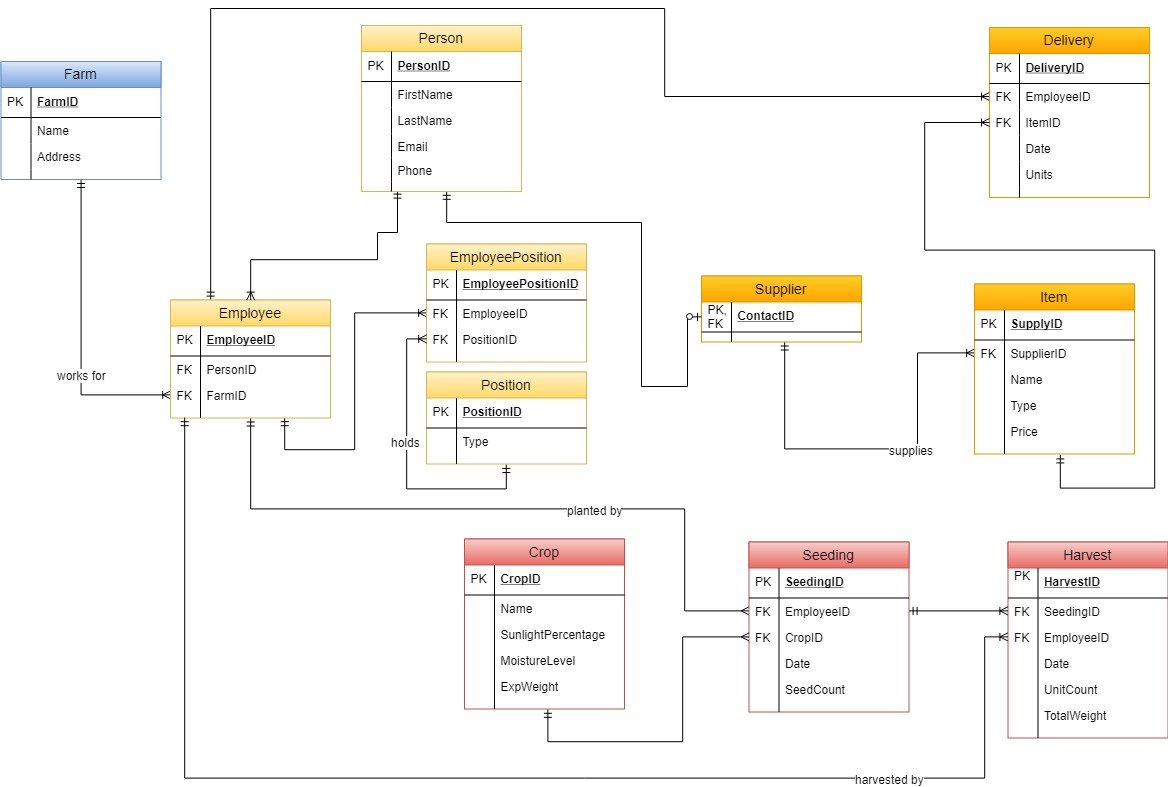 Farm
PK FarmID
Name
Address
Person
PK PersonID
FirstName
LastName
Email
Phone
Delivery
PK DeliveryID
FK EmployeeID
FK ItemID
Date
Units
Employee
PK EmployeeID
FK PersonID
FK FarmID
works for
EmployeePosition
PK EmployeePositionID
FK EmployeeID
FK PositionID
Position
PK PositionID
Type
holds
Supplier
PK, FK ContactID
supplies
Item
PK SupplyID
FK SupplierID
Name
Type
Price
planted by
Crop
PK CropID
Name
SunlightPercentage
MoistureLevel
ExpWeight
Seeding
PK SeedingID
FK EmployeeID
FK CropID
Date
SeedCount
Harvest
PK HarvestID
FK SeedingID
FK EmployeeID
Date
UnitCount
TotalWeight
harvested by